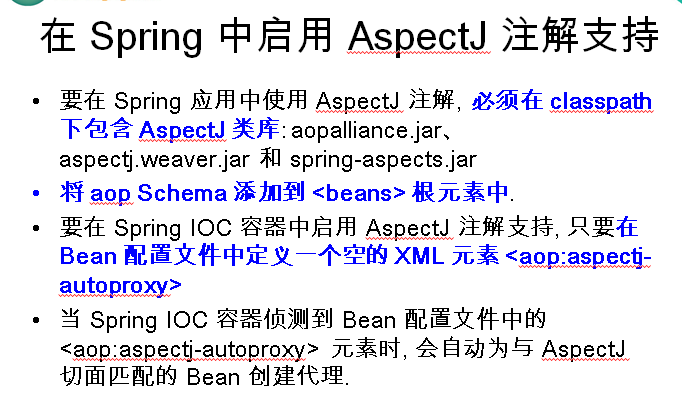 在 Spring 中启用 AspectJ 注解支持
• 要在 Spring 应用中使用 AspectJ 注解, 必须在 classpath
下包含 AspectJ 类库: aopalliance.jar、
aspectj.weaver.jar 和 spring-aspects.jar
• 将 aop Schema 添加到 <beans> 根元素中.
• 要在 Spring IOC 容器中启用 AspectJ 注解支持, 只要在
Bean 配置文件中定义一个空的 XML 元素 <aop:aspectj-
autoproxy>
• 当 Spring IOC 容器侦测到 Bean 配置文件中的
<aop:aspectj-autoproxy> 元素时, 会自动为与 AspectJ
切面匹配的 Bean 创建代理.